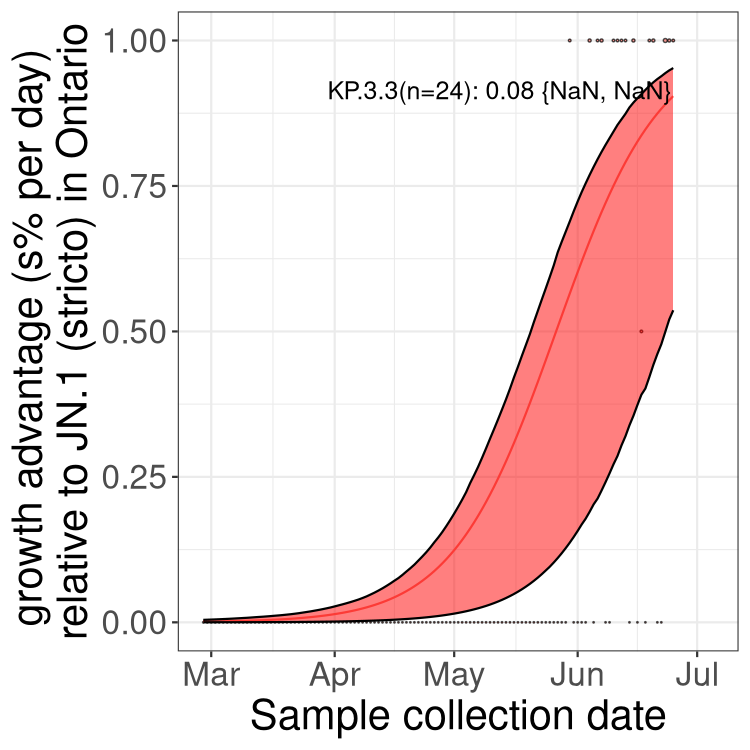 growth advantage (s% per day)
relative to JN.1 (stricto) in Ontario
1.00
0.75
0.50
0.25
0.00
KP.3.3(n=24): 0.08 {NaN, NaN}
Mar Apr May Jun Jul
Sample collection date